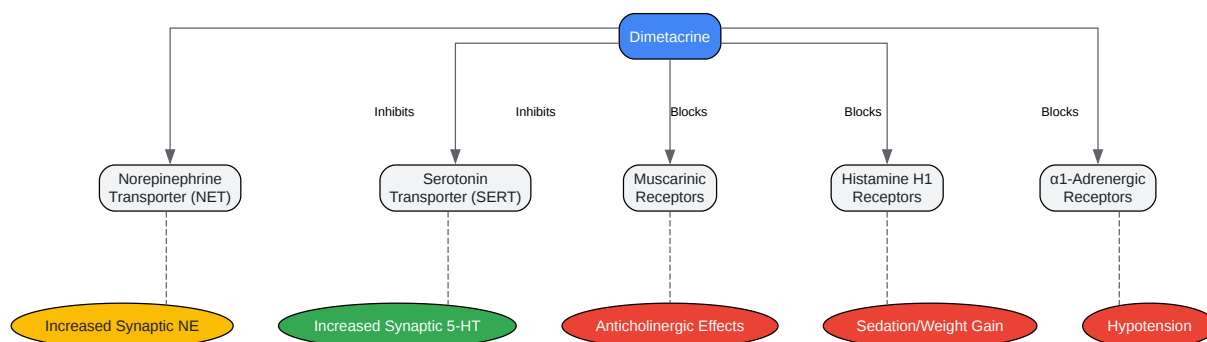 Dimetacrine
Inhibits
Inhibits
Blocks
Blocks
Blocks
Norepinephrine
Transporter (NET)
Serotonin
Transporter (SERT)
Muscarinic
Receptors
Histamine H1
Receptors
α1-Adrenergic
Receptors
Increased Synaptic NE
Increased Synaptic 5-HT
Anticholinergic Effects
Sedation/Weight Gain
Hypotension